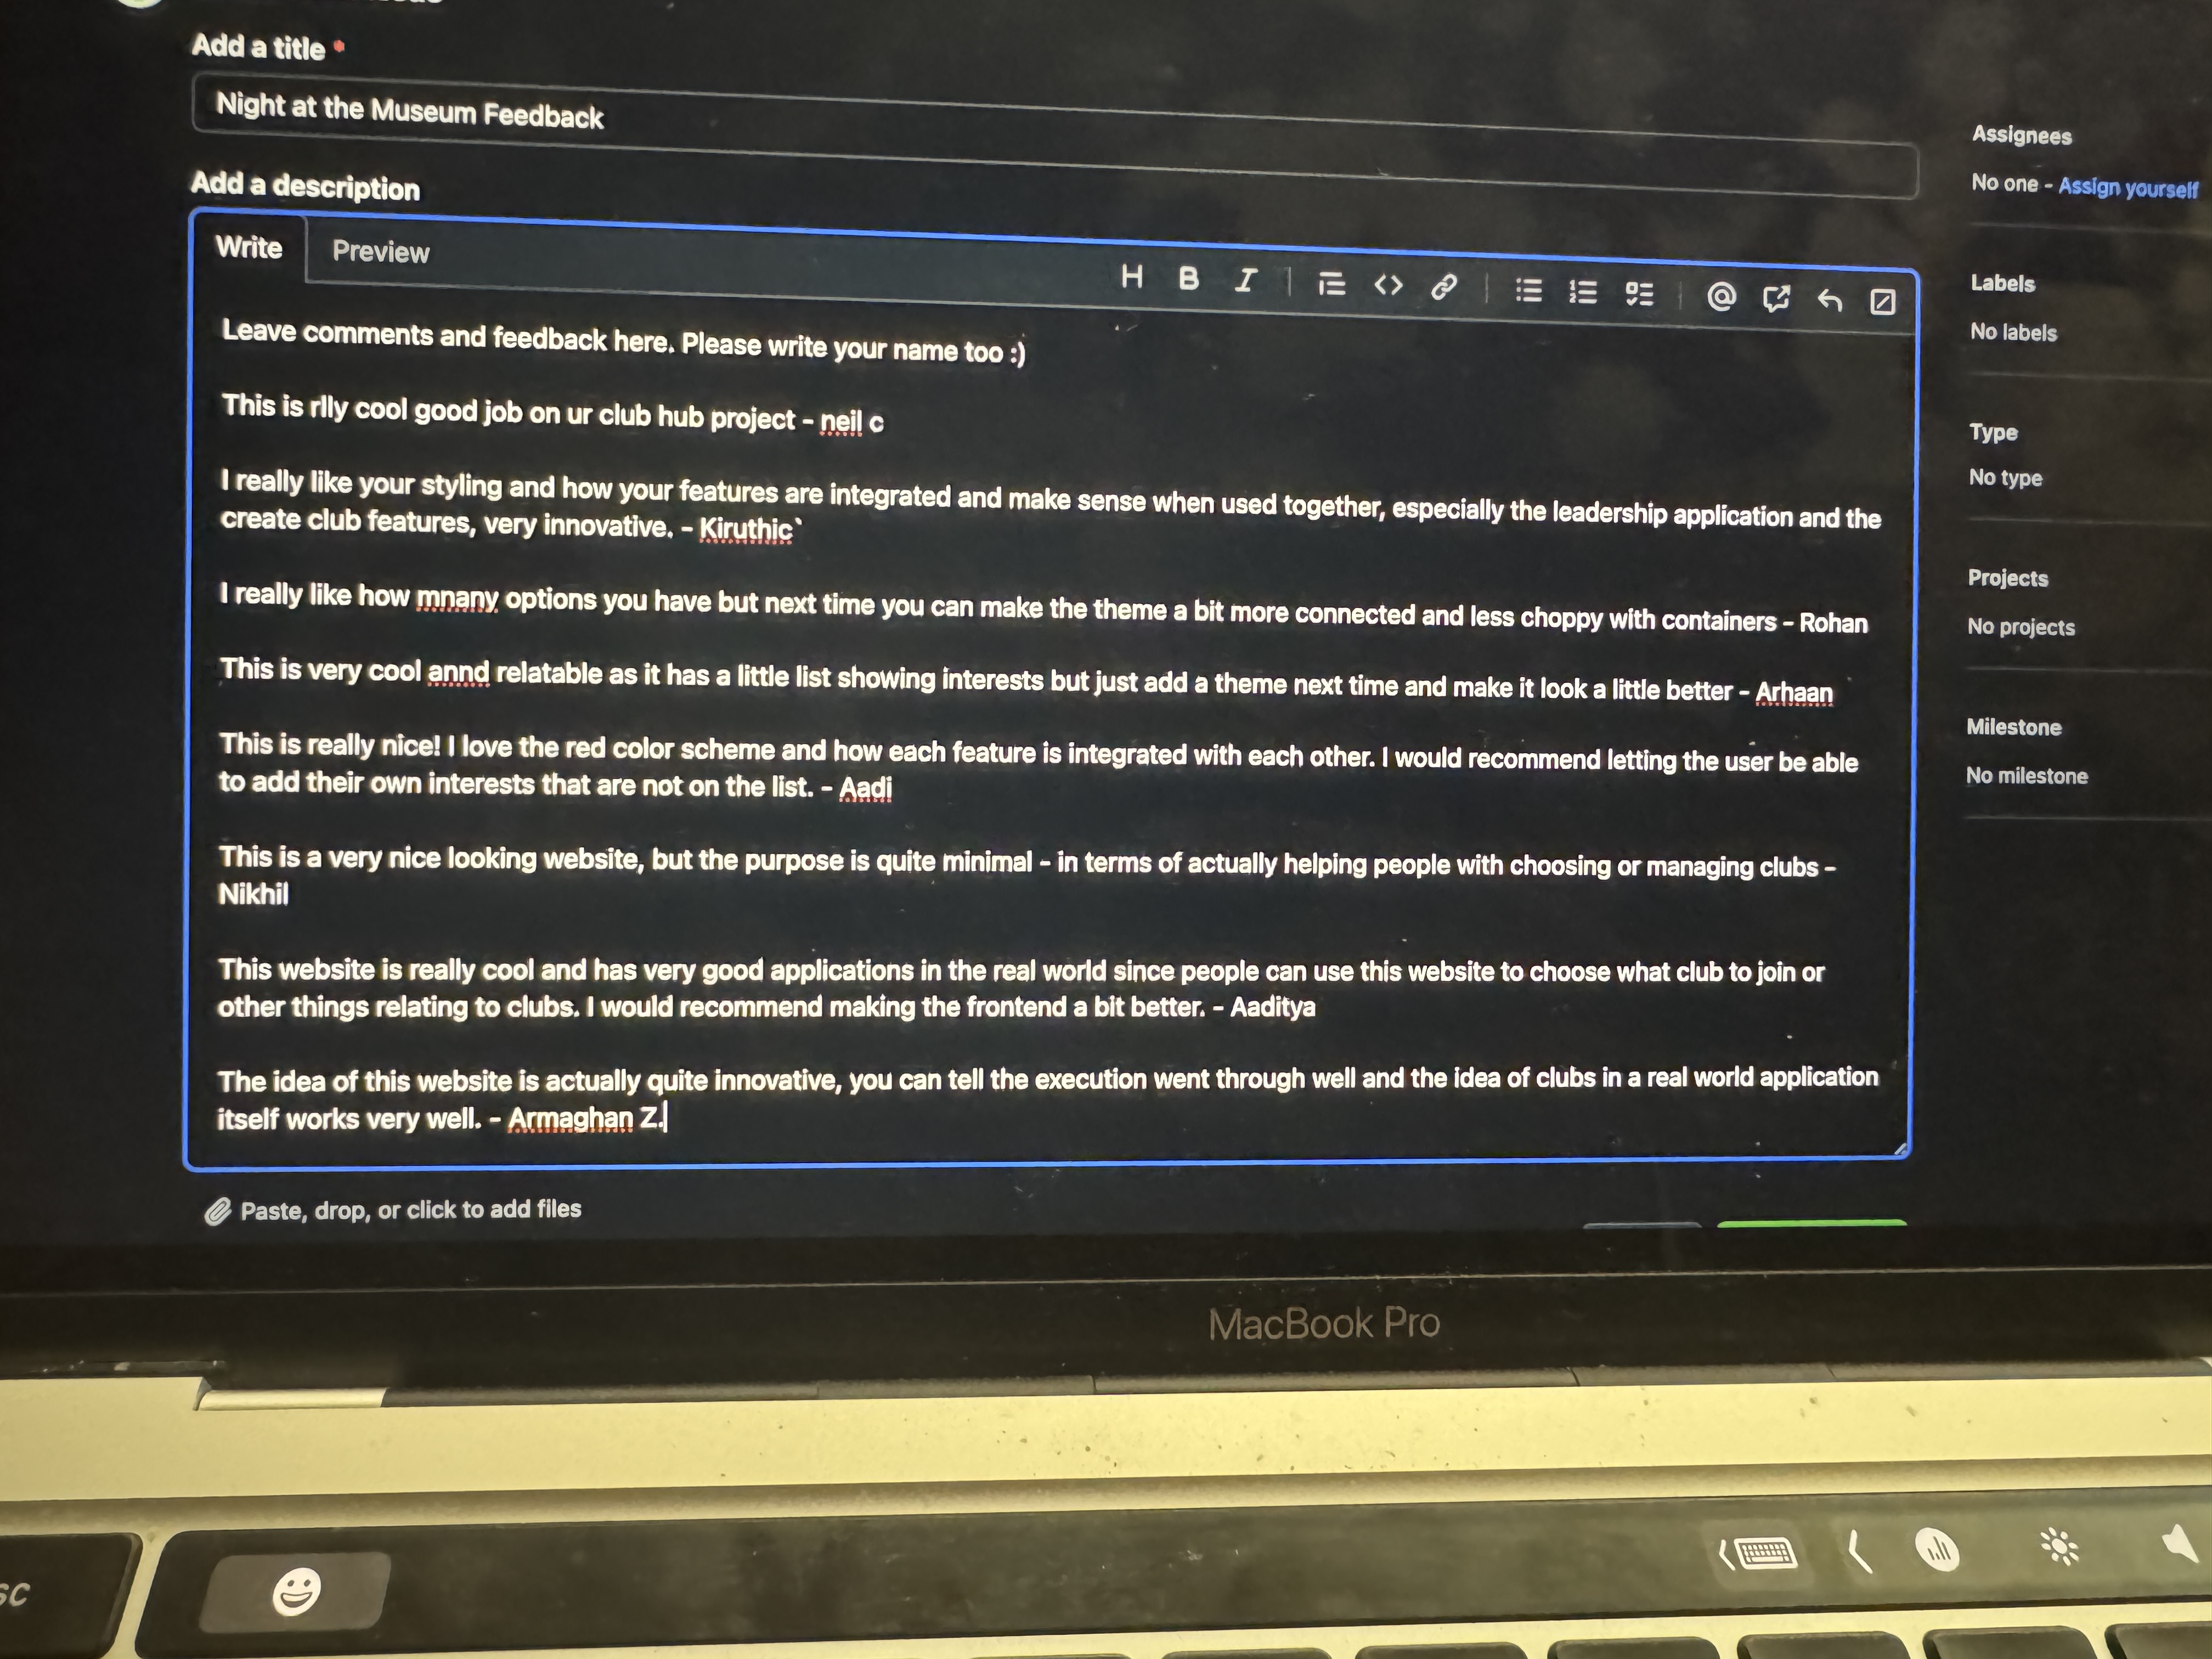 Add a title *
Night at the Museum Feedback
Add a description
Write Preview
H B I
Leave comments and feedback here. Please write your name too :)
This is rlly cool good job on ur club hub project - neil c
I really like your styling and how your features are integrated and make sense when used together, especially the leadership application and the
create club features, very innovative. - Kiruthic`
I really like how mnany options you have but next time you can make the theme a bit more connected and less choppy with containers - Rohan
This is very cool annd relatable as it has a little list showing interests but just add a theme next time and make it look a little better - Arhaan
This is really nice! I love the red color scheme and how each feature is integrated with each other. I would recommend letting the user be able
to add their own interests that are not on the list. - Aadi
This is a very nice looking website, but the purpose is quite minimal - in terms of actually helping people with choosing or managing clubs -
Nikhil
This website is really cool and has very good applications in the real world since people can use this website to choose what club to join or
other things relating to clubs. I would recommend making the frontend a bit better. - Aaditya
The idea of this website is actually quite innovative, you can tell the execution went through well and the idea of clubs in a real world application
itself works very well. - Armaghan Z.
Paste, drop, or click to add files
Assignees
No one - Assign yourself
Labels
No labels
Type
No type
Projects
No projects
Milestone
No milestone
MacBook Pro